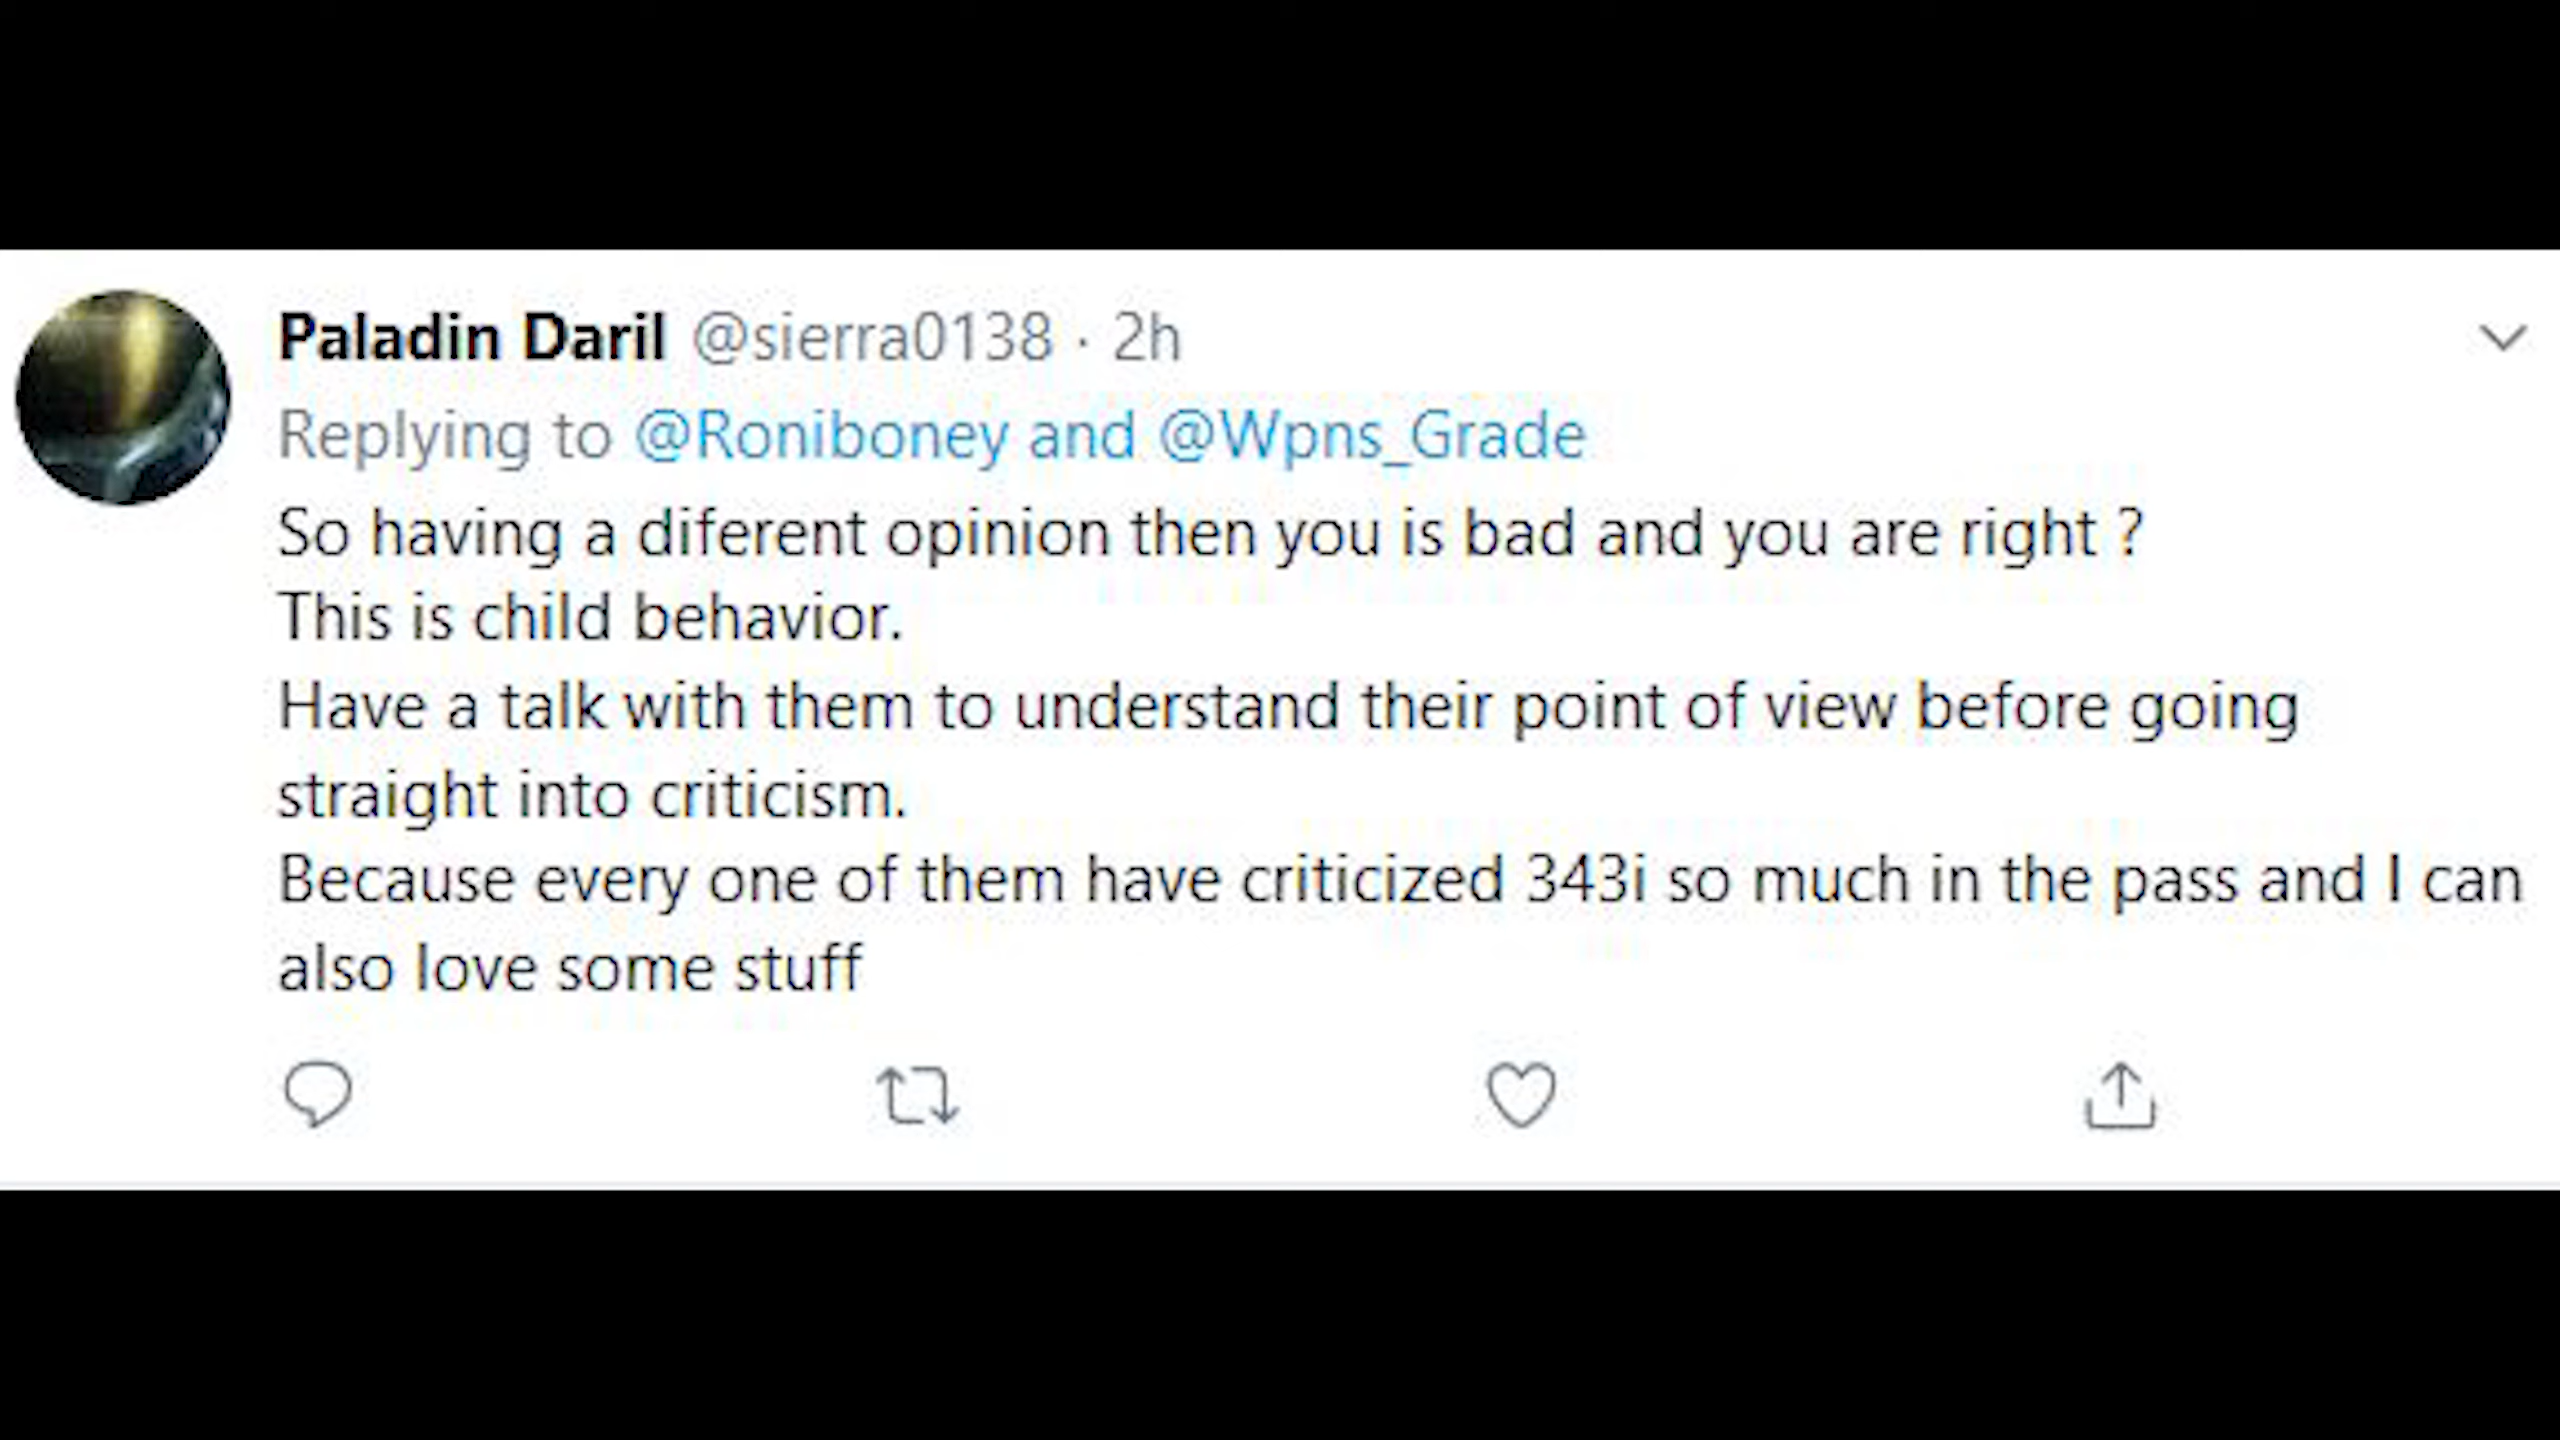 Paladin Daril @sierra0138 · 2h
Replying to @Roniboney and @Wpns_Grade
So having a diferent opinion then you is bad and you are right ?
This is child behavior.
Have a talk with them to understand their point of view before going
straight into criticism.
Because every one of them have criticized 343i so much in the pass and I can
also love some stuff